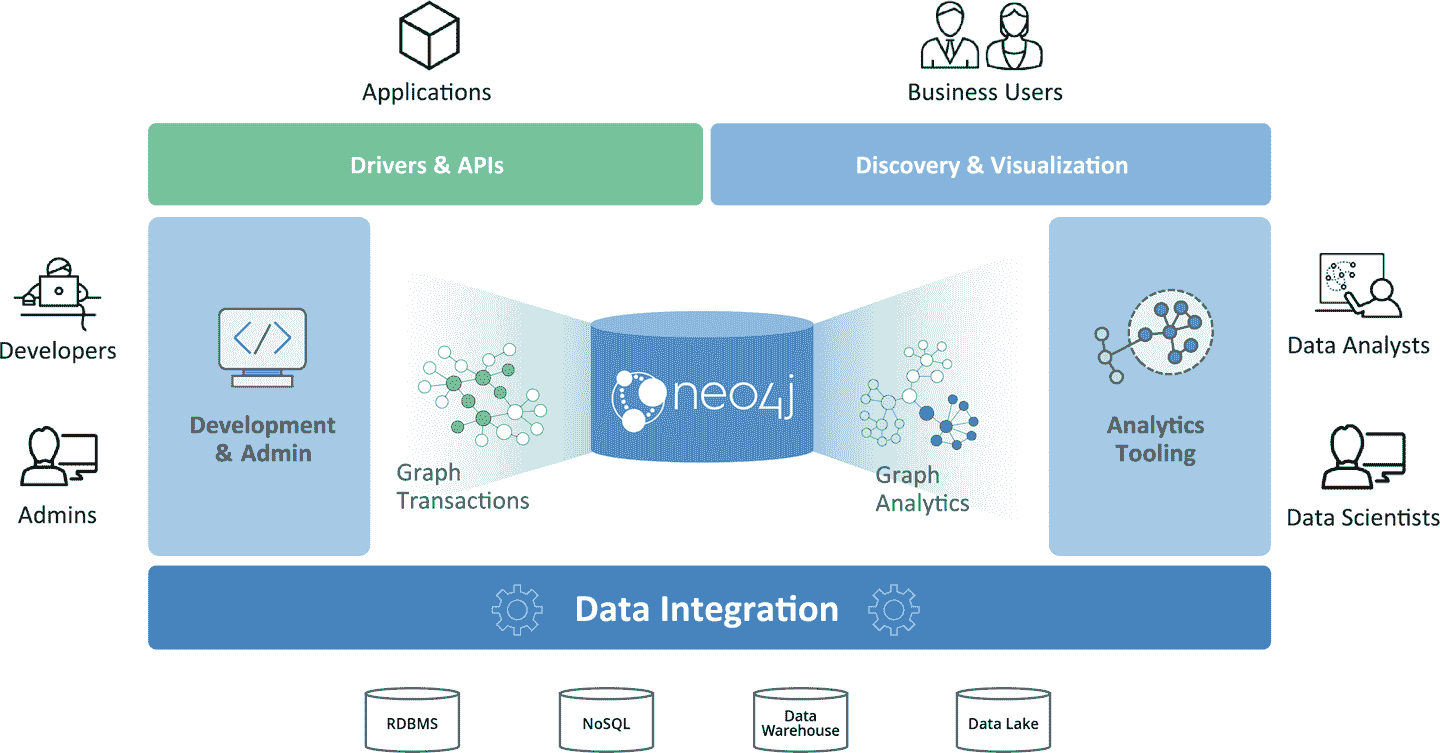 Applications
Business Users
Drivers & APIs
Discovery & Visualization
Developers
Admins
Development
& Admin
Graph
Transactions
neo4j
Graph
Analytics
Analytics
Tooling
Data Analysts
Data Scientists
Data Integration
RDBMS
NoSQL
Data
Warehouse
Data Lake